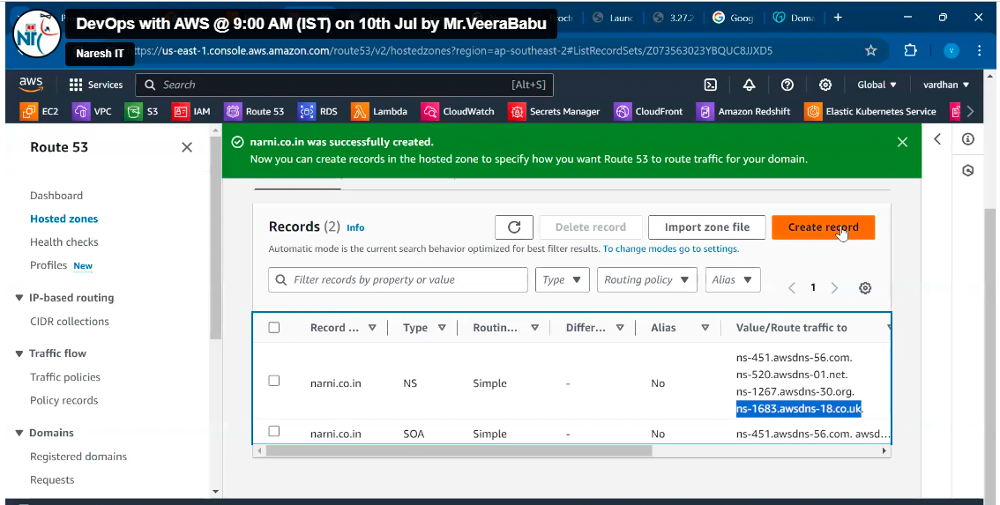 Proch
Launc
3.27.2
Goog
Doma
DevOps with AWS @ 9:00 AM (IST) on 10th Jul by Mr.VeeraBabu
NiT
Naresh IT
ttps://us-east-1.console.aws.amazon.com/route53/v2/hostedzones?region=ap-southeast-2#ListRecordSets/Z073563023YBQUC8JJXD5
V
aws
Services
Search
[Alt+S]
Global
vardhan
EC2
VPC
S3
IAM
Route 53
RDS
Lambda
CloudWatch
Secrets Manager
CloudFront
Amazon Redshift
Elastic Kubernetes Service
Route 53
Dashboard
Hosted zones
Health checks
Profiles New
IP-based routing
CIDR collections
Traffic flow
Traffic policies
Policy records
Domains
Registered domains
Requests
narni.co.in was successfully created.
Now you can create records in the hosted zone to specify how you want Route 53 to route traffic for your domain.
Records (2) Info
Delete record
Import zone file
Create record
Automatic mode is the current search behavior optimized for best filter results. To change modes go to settings.
Filter records by property or value
Type
Routing policy
Alias
1
Record ... Type Routin... Differ... Alias Value/Route traffic to
narni.co.in NS Simple - No
ns-451.awsdns-56.com.
ns-520.awsdns-01.net.
ns-1267.awsdns-30.org.
ns-1683.awsdns-18.co.uk.
narni.co.in SOA Simple - No ns-451.awsdns-56.com. awsd...